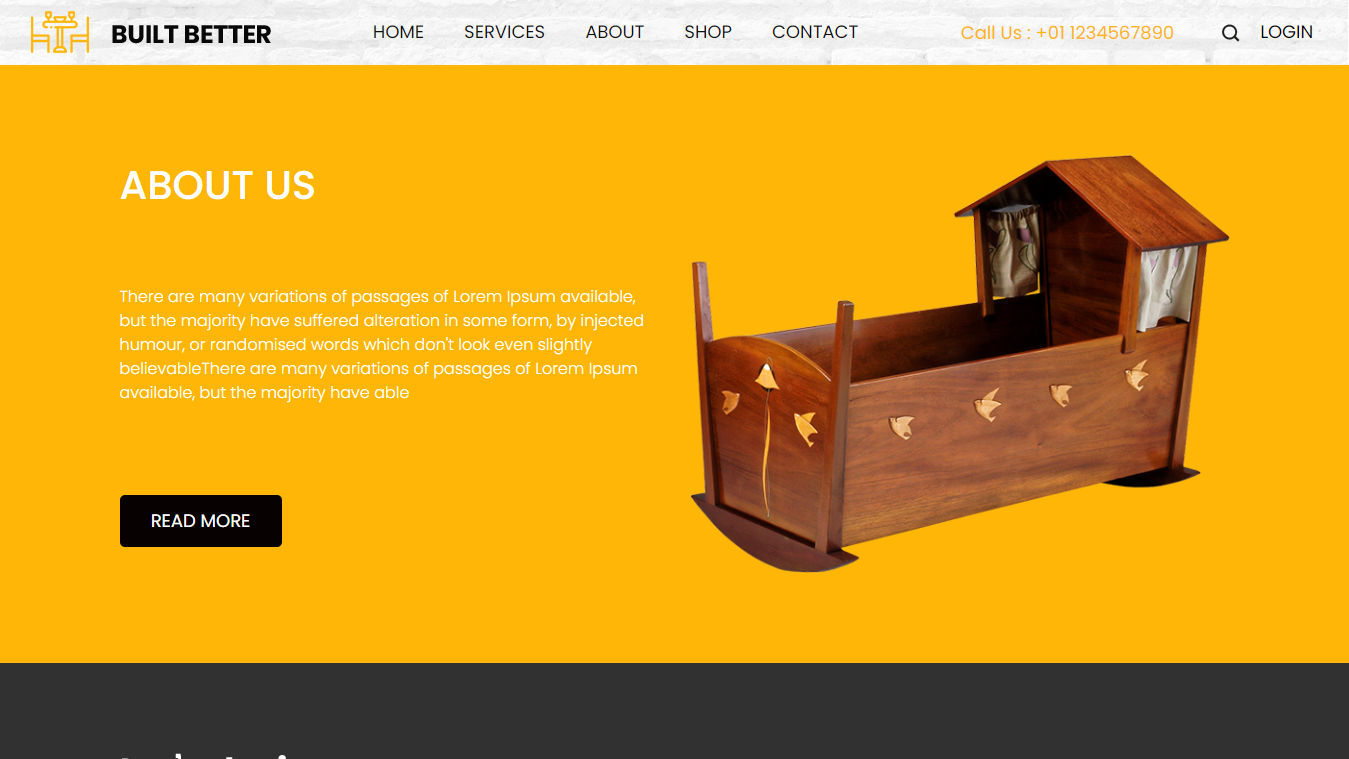 BUILT BETTER
HOME SERVICES ABOUT SHOP CONTACT
Call Us : +01 1234567890
LOGIN
ABOUT US
There are many variations of passages of Lorem Ipsum available,
but the majority have suffered alteration in some form, by injected
humour, or randomised words which don't look even slightly
believableThere are many variations of passages of Lorem Ipsum
available, but the majority have able
READ MORE